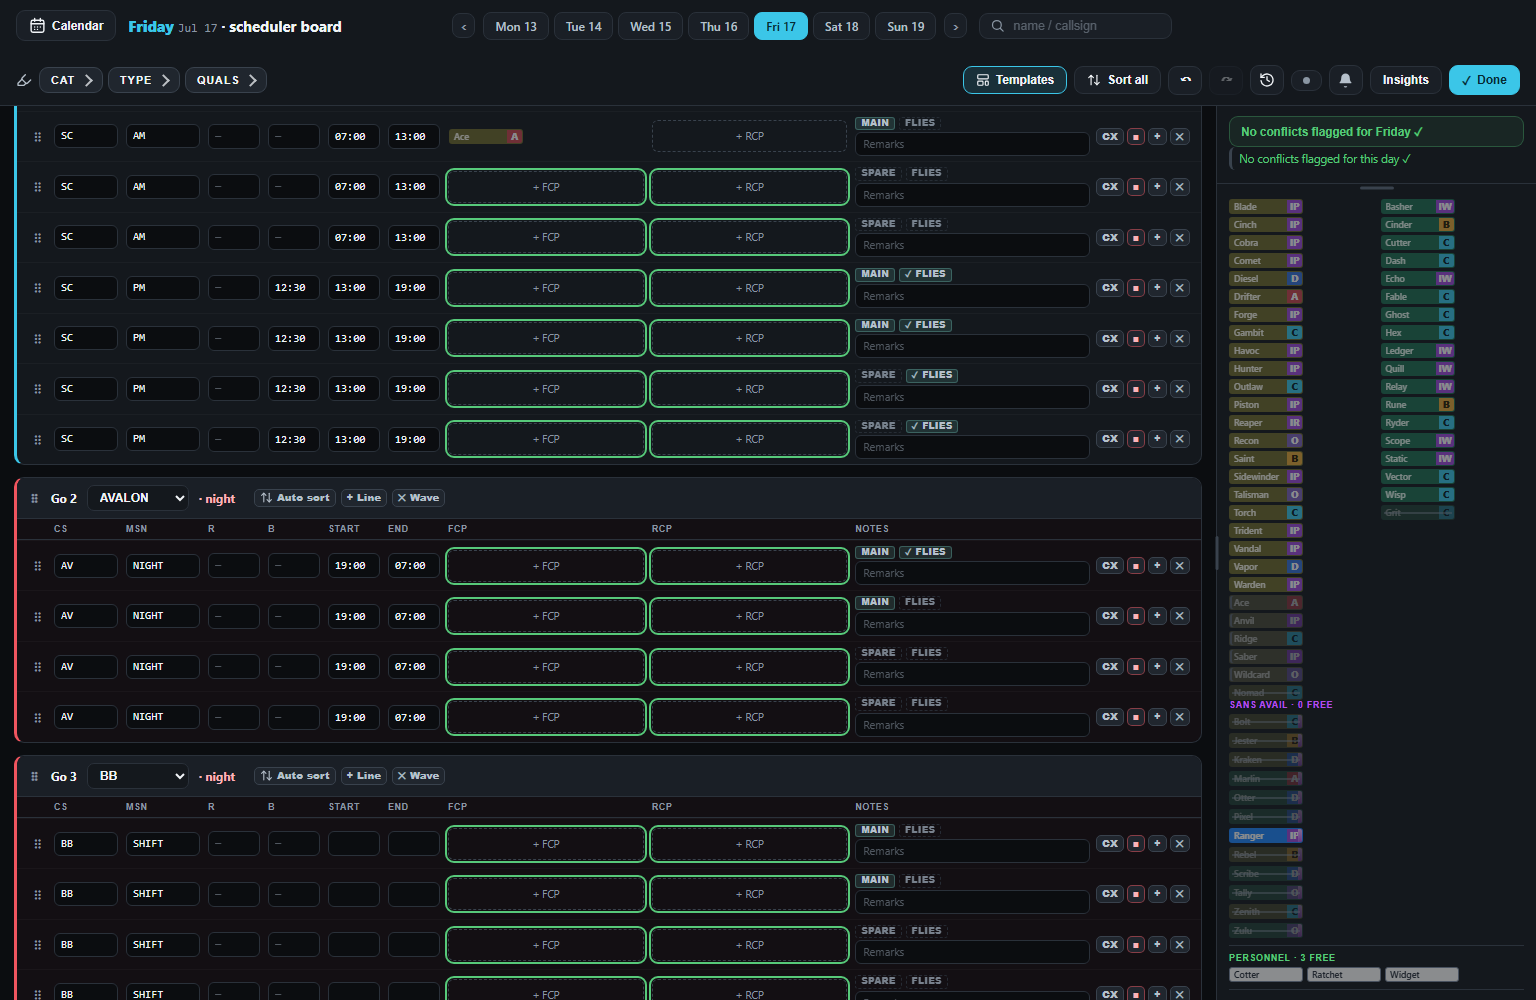 Calendar
Friday Jul 17 · scheduler board
‹ Mon 13 Tue 14 Wed 15 Thu 16 Fri 17 Sat 18 Sun 19 ›
name / callsign
CAT TYPE QUALS
Templates Sort all Insights ✓ Done
SC AM – – 07:00 13:00 Ace A + RCP MAIN FLIES Remarks CX ■ + ✕
SC AM – – 07:00 13:00 + FCP + RCP SPARE FLIES Remarks CX ■ + ✕
SC AM – – 07:00 13:00 + FCP + RCP SPARE FLIES Remarks CX ■ + ✕
SC PM – 12:30 13:00 19:00 + FCP + RCP MAIN ✓ FLIES Remarks CX ■ + ✕
SC PM – 12:30 13:00 19:00 + FCP + RCP MAIN ✓ FLIES Remarks CX ■ + ✕
SC PM – 12:30 13:00 19:00 + FCP + RCP SPARE ✓ FLIES Remarks CX ■ + ✕
SC PM – 12:30 13:00 19:00 + FCP + RCP SPARE ✓ FLIES Remarks CX ■ + ✕
Go 2 AVALON · night Auto sort + Line ✕ Wave
CS MSN R B START END FCP RCP NOTES
AV NIGHT – – 19:00 07:00 + FCP + RCP MAIN ✓ FLIES Remarks CX ■ + ✕
AV NIGHT – – 19:00 07:00 + FCP + RCP MAIN FLIES Remarks CX ■ + ✕
AV NIGHT – – 19:00 07:00 + FCP + RCP SPARE FLIES Remarks CX ■ + ✕
AV NIGHT – – 19:00 07:00 + FCP + RCP SPARE FLIES Remarks CX ■ + ✕
Go 3 BB · night Auto sort + Line ✕ Wave
CS MSN R B START END FCP RCP NOTES
BB SHIFT – – + FCP + RCP MAIN FLIES Remarks CX ■ + ✕
BB SHIFT – – + FCP + RCP MAIN FLIES Remarks CX ■ + ✕
BB SHIFT – – + FCP + RCP SPARE FLIES Remarks CX ■ + ✕
BB SHIFT – – + FCP + RCP SPARE FLIES CX ■ + ✕
No conflicts flagged for Friday ✓
No conflicts flagged for this day ✓
Blade IP
Cinch IP
Cobra IP
Comet IP
Diesel D
Drifter A
Forge IP
Gambit C
Havoc IP
Hunter IP
Outlaw C
Piston IP
Reaper IR
Recon O
Saint B
Sidewinder IP
Talisman O
Torch C
Trident IP
Vandal IP
Vapor D
Warden IP
Ace A
Anvil IP
Ridge C
Saber IP
Wildcard O
Nomad C
Basher IW
Cinder B
Cutter C
Dash C
Echo IW
Fable C
Ghost C
Hex C
Ledger IW
Quill IW
Relay IW
Rune B
Ryder C
Scope IW
Static IW
Vector C
Wisp C
Grit C
SANS AVAIL · 0 FREE
Bolt C
Jester B
Kraken D
Marlin A
Otter D
Pixel D
Ranger IP
Rebel B
Scribe D
Tally O
Zenith C
Zulu O
PERSONNEL · 3 FREE
Cotter Ratchet Widget